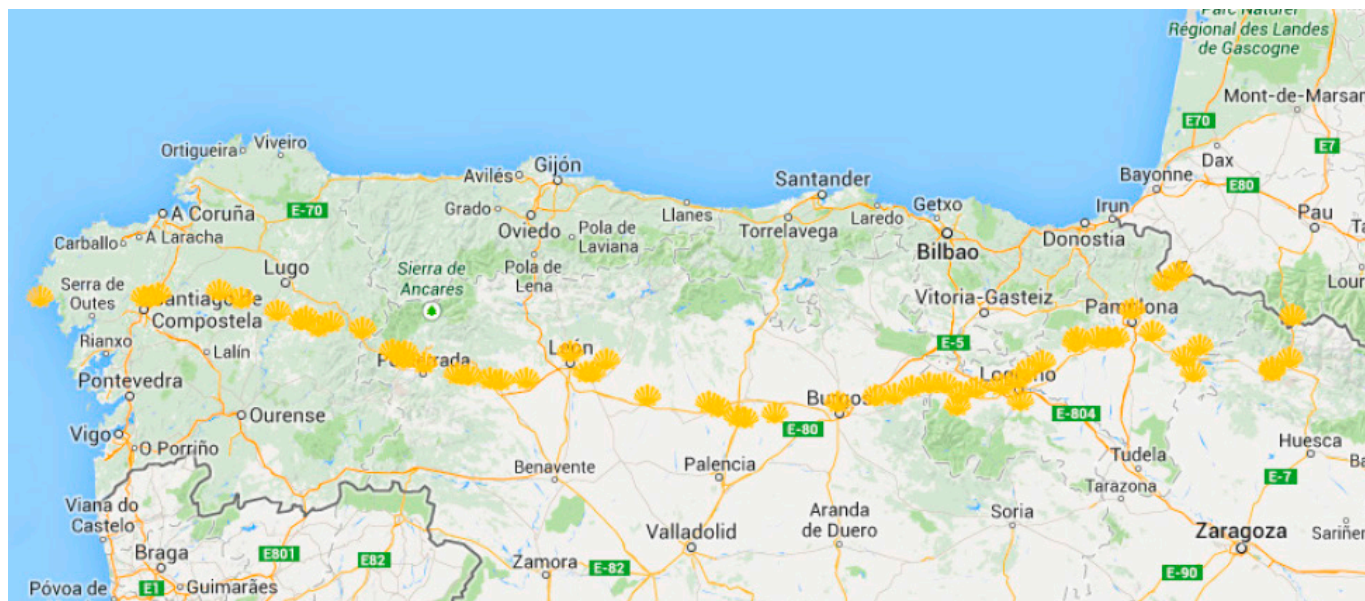 Parc Naturel
Régional des Landes
de Gascogne
Mont-de-Marsan
E70
E7
Ortigueira
Viveiro
Dax
Avilés
Gijón
Bayonne
E80
Santander
A Coruña
E-70
Grado
Oviedo
Llanes
Torrelavega
Laredo
Getxo
Irun
Pau
Carballo
A Laracha
Pola de
Laviana
Bilbao
Donostia
Lugo
Sierra de
Ancares
Pola de
Lena
Serra de
Outes
Santiago de
Compostela
Vitoria-Gasteiz
Pamplona
Rianxo
Lalín
León
E-5
Pontevedra
Ourense
Burgos
E-804
Vigo
E-80
O Porriño
Benavente
Palencia
Tudela
Huesca
Tarazona
E-7
Viana do
Castelo
Aranda
de Duero
Soria
Valladolid
Zaragoza
Braga
E801
E82
Zamora
E-82
E-90
Póvoa de
E1
Guimarães